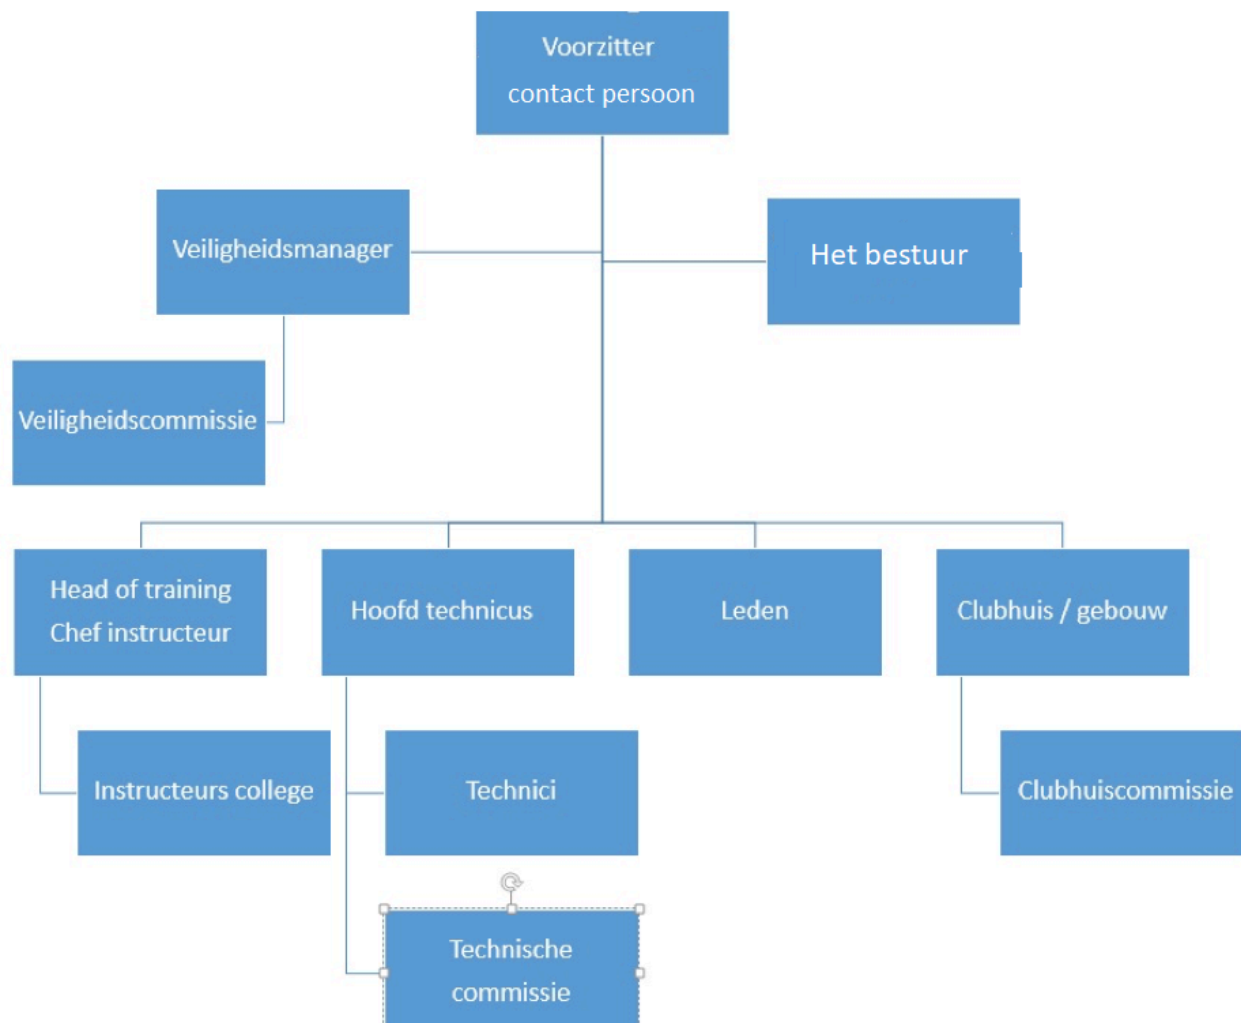 Voorzitter
contact persoon
Veiligheidsmanager
Het bestuur
Veiligheidscommissie
Head of training
Chef instructeur
Hoofd technicus
Leden
Clubhuis / gebouw
Instructeurs college
Technici
Clubhuiscommissie
Technische
commissie